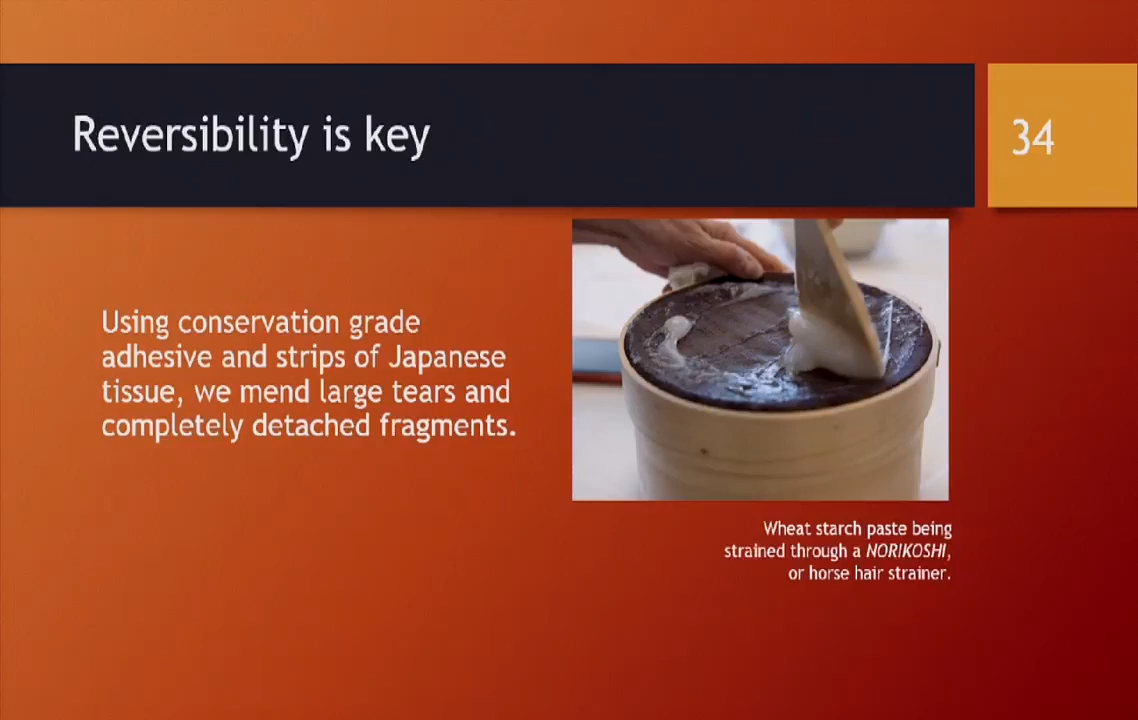 Reversibility is key
34
Using conservation grade
adhesive and strips of Japanese
tissue, we mend large tears and
completely detached fragments.
Wheat starch paste being
strained through a NORIKOSHI,
or horse hair strainer.